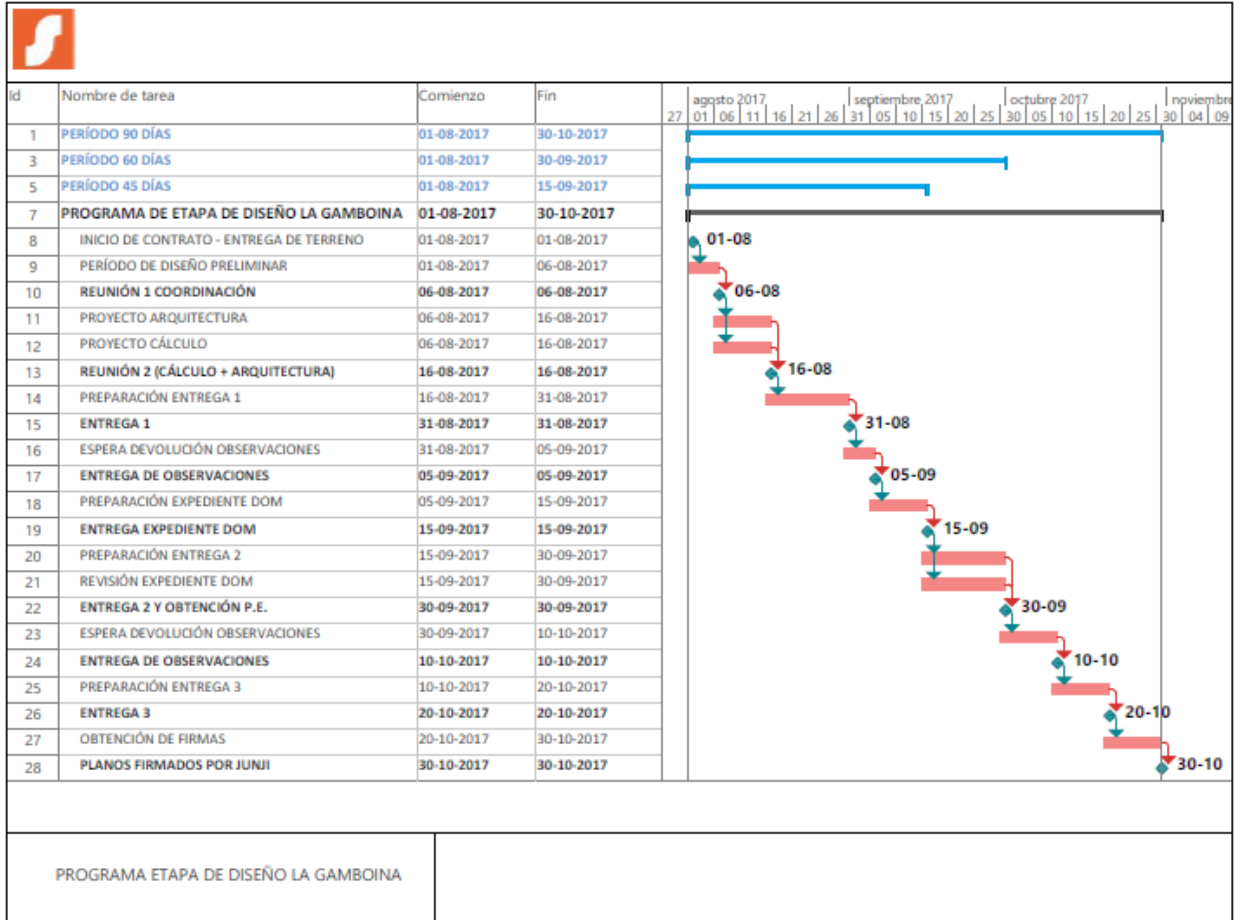 Id Nombre de tarea Comienzo Fin
agosto 2017 septiembre 2017 octubre 2017 noviembre
27 01 06 11 16 21 26 31 05 10 15 20 25 30 05 10 15 20 25 30 04 09
1 PERÍODO 90 DÍAS 01-08-2017 30-10-2017
3 PERÍODO 60 DÍAS 01-08-2017 30-09-2017
5 PERÍODO 45 DÍAS 01-08-2017 15-09-2017
7 PROGRAMA DE ETAPA DE DISEÑO LA GAMBOINA 01-08-2017 30-10-2017
8 INICIO DE CONTRATO - ENTREGA DE TERRENO 01-08-2017 01-08-2017 01-08
9 PERÍODO DE DISEÑO PRELIMINAR 01-08-2017 06-08-2017
10 REUNIÓN 1 COORDINACIÓN 06-08-2017 06-08-2017 06-08
11 PROYECTO ARQUITECTURA 06-08-2017 16-08-2017
12 PROYECTO CÁLCULO 06-08-2017 16-08-2017
13 REUNIÓN 2 (CÁLCULO + ARQUITECTURA) 16-08-2017 16-08-2017 16-08
14 PREPARACIÓN ENTREGA 1 16-08-2017 31-08-2017
15 ENTREGA 1 31-08-2017 31-08-2017 31-08
16 ESPERA DEVOLUCIÓN OBSERVACIONES 31-08-2017 05-09-2017
17 ENTREGA DE OBSERVACIONES 05-09-2017 05-09-2017 05-09
18 PREPARACIÓN EXPEDIENTE DOM 05-09-2017 15-09-2017
19 ENTREGA EXPEDIENTE DOM 15-09-2017 15-09-2017 15-09
20 PREPARACIÓN ENTREGA 2 15-09-2017 30-09-2017
21 REVISIÓN EXPEDIENTE DOM 15-09-2017 30-09-2017
22 ENTREGA 2 Y OBTENCIÓN P.E. 30-09-2017 30-09-2017 30-09
23 ESPERA DEVOLUCIÓN OBSERVACIONES 30-09-2017 10-10-2017
24 ENTREGA DE OBSERVACIONES 10-10-2017 10-10-2017 10-10
25 PREPARACIÓN ENTREGA 3 10-10-2017 20-10-2017
26 ENTREGA 3 20-10-2017 20-10-2017 20-10
27 OBTENCIÓN DE FIRMAS 20-10-2017 30-10-2017
28 PLANOS FIRMADOS POR JUNJI 30-10-2017 30-10-2017 30-10
PROGRAMA ETAPA DE DISEÑO LA GAMBOINA